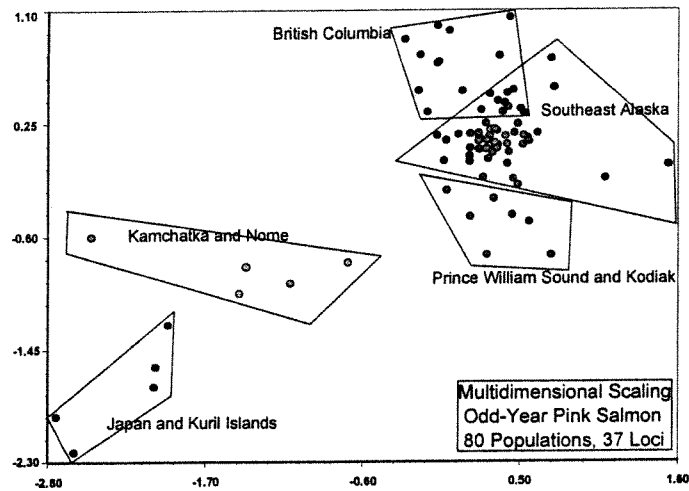 1.10
British Columbia
Southeast Alaska
0.25
Kamchatka and Nome
-0.60
Prince William Sound and Kodiak
-1.45
Japan and Kuril Islands
Multidimensional Scaling
Odd-Year Pink Salmon
80 Populations, 37 Loci
-2.30
-2.80 -1.70 -0.60 0.50 1.60